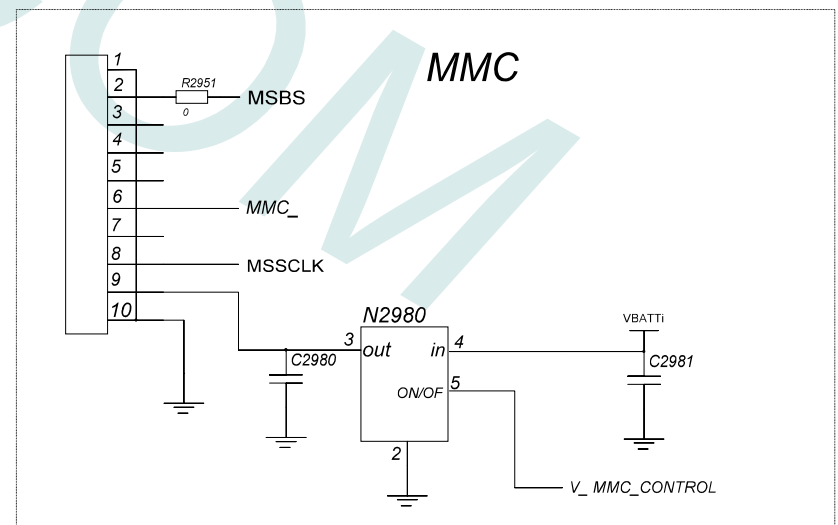 MMC
1
2
R2951
0
MSBS
3
4
5
6
MMC_
7
8
MSSCLK
9
10
N2980
VBATTi
3
out
in
4
C2980
C2981
ON/OF
5
2
V_ MMC_CONTROL